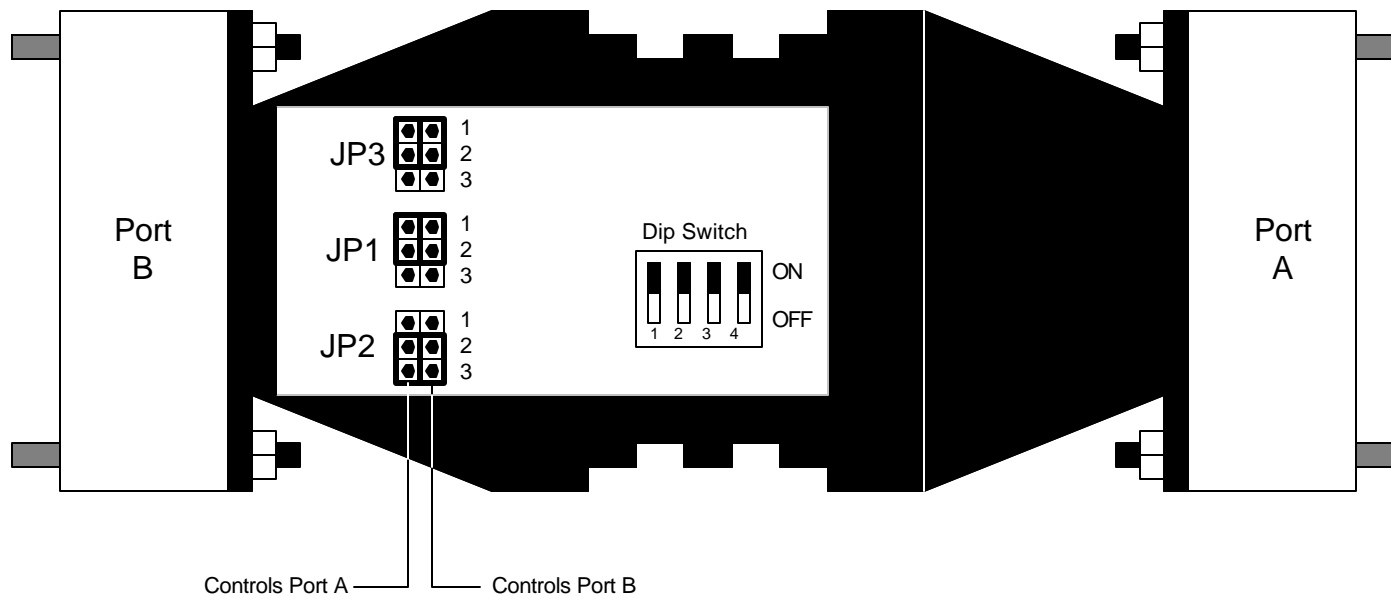 JP3
1
2
3
JP1
1
2
3
JP2
1
2
3
Port
B
Dip Switch
ON
OFF
1 2 3 4
Port
A
Controls Port A
Controls Port B